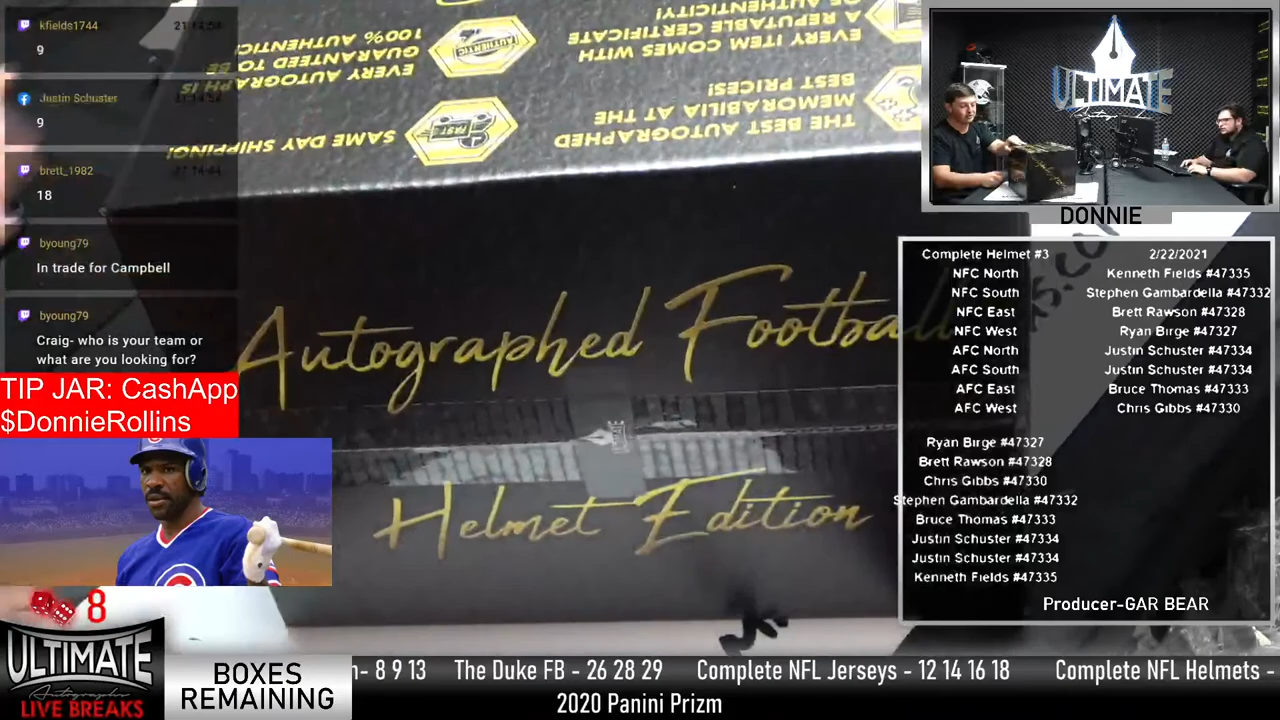 kfields1744
9
Justin Schuster
9
brett_1982
18
byoung79
In trade for Campbell
byoung79
Craig- who is your team or
what are you looking for?
TIP JAR: CashApp
$DonnieRollins
EVERY AUTOGRAPH IS
GUARANTEED TO BE
100% AUTHENTIC!
AUTHENTIC
EVERY ITEM COMES WITH
A REPUTABLE CERTIFICATE
OF AUTHENTICITY!
SAME DAY SHIPPING!
FAST
THE BEST AUTOGRAPHED
MEMORABILIA AT THE
BEST PRICES!
Autographed Football
Helmet Edition
ULTIMATE
DONNIE
Complete Helmet #3 2/22/2021
NFC North Kenneth Fields #47335
NFC South Stephen Gambardella #47332
NFC East Brett Rawson #47328
NFC West Ryan Birge #47327
AFC North Justin Schuster #47334
AFC South Justin Schuster #47334
AFC East Bruce Thomas #47333
AFC West Chris Gibbs #47330
Ryan Birge #47327
Brett Rawson #47328
Chris Gibbs #47330
Stephen Gambardella #47332
Bruce Thomas #47333
Justin Schuster #47334
Justin Schuster #47334
Kenneth Fields #47335
Producer-GAR BEAR
8
ULTIMATE
Autographs
LIVE BREAKS
BOXES
REMAINING
- 8 9 13 The Duke FB - 26 28 29 Complete NFL Jerseys - 12 14 16 18 Complete NFL Helmets -
2020 Panini Prizm